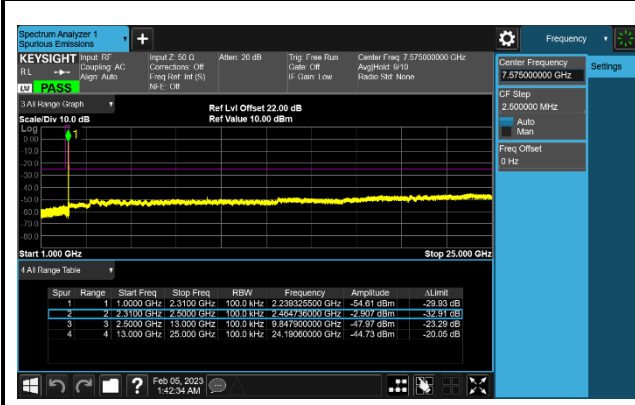 Spectrum Analyzer 1
Spurious Emissions
+
Frequency
KEYSIGHT Input: RF Input Z: 50 Ω Atten: 20 dB Trig: Free Run Center Freq: 7.575000000 GHz
R L Coupling: AC Corrections: Off Gate: Off Avg|Hold: 9/10
Align: Auto Freq Ref: Int (S) IF Gain: Low Radio Std: None
NFE: Off
LXI PASS
Center Frequency
7.575000000 GHz
Settings
CF Step
2.500000 MHz
Auto
Man
Freq Offset
0 Hz
3 All Range Graph
Ref Lvl Offset 22.00 dB
Scale/Div 10.0 dB Ref Value 10.00 dBm
Log
1
0.00
-10.0
-20.0
-30.0
-40.0
-50.0
-60.0
-70.0
-80.0
Start 1.000 GHz Stop 25.000 GHz
4 All Range Table
Spur Range Start Freq Stop Freq RBW Frequency Amplitude ΔLimit
1 1 1.0000 GHz 2.3100 GHz 100.0 kHz 2.239325500 GHz -54.61 dBm -29.93 dB
2 2 2.3100 GHz 2.5000 GHz 100.0 kHz 2.464736000 GHz -2.907 dBm -32.91 dB
3 3 2.5000 GHz 13.000 GHz 100.0 kHz 9.847900000 GHz -47.97 dBm -23.29 dB
4 4 13.000 GHz 25.000 GHz 100.0 kHz 24.19060000 GHz -44.73 dBm -20.05 dB
?
Feb 05, 2023
1:42:34 AM